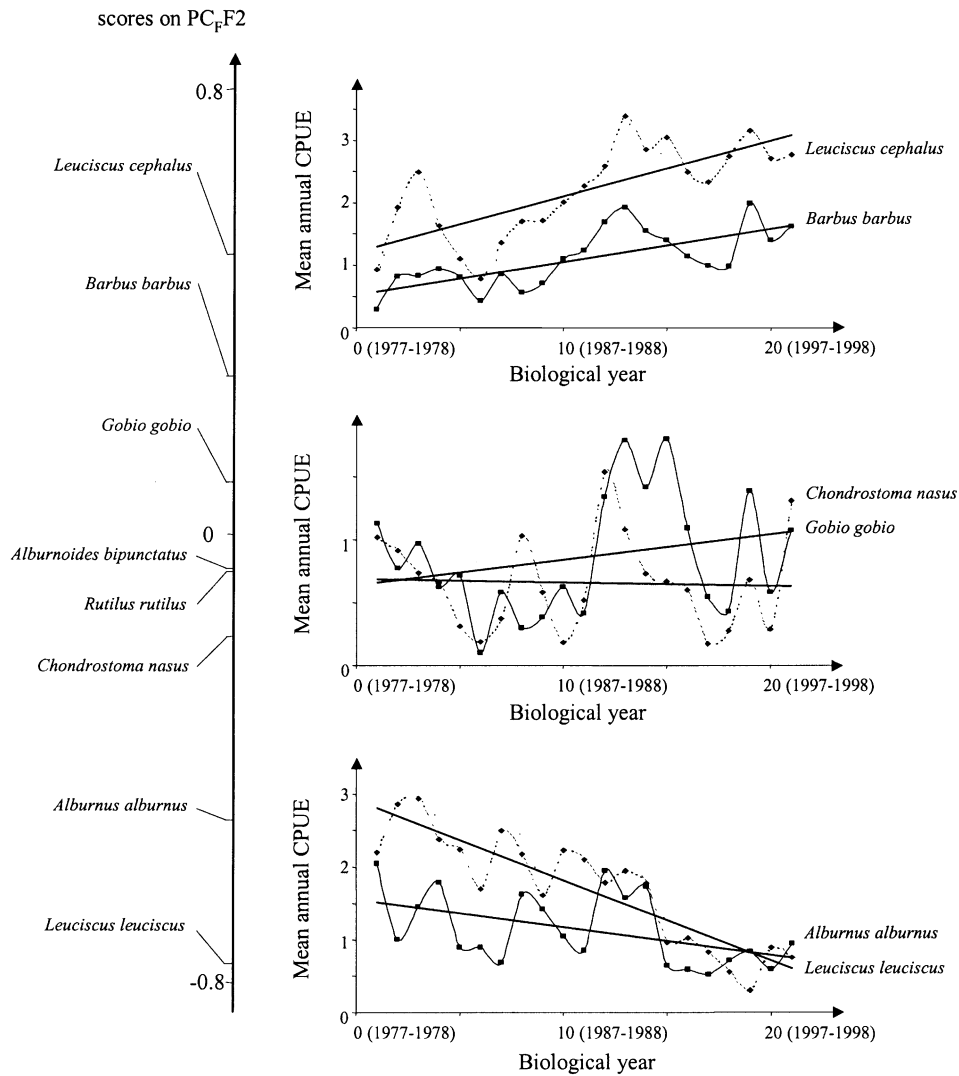 scores on PC_FF2
0.8
Leuciscus cephalus
Barbus barbus
Gobio gobio
0
Alburnoides bipunctatus
Rutilus rutilus
Chondrostoma nasus
Alburnus alburnus
Leuciscus leuciscus
-0.8
Mean annual CPUE
3
2
1
0
Leuciscus cephalus
Barbus barbus
0 (1977-1978)
10 (1987-1988)
20 (1997-1998)
Biological year
Mean annual CPUE
1
0
Chondrostoma nasus
Gobio gobio
0 (1977-1978)
10 (1987-1988)
20 (1997-1998)
Biological year
Mean annual CPUE
3
2
1
0
Alburnus alburnus
Leuciscus leuciscus
0 (1977-1978)
10 (1987-1988)
20 (1997-1998)
Biological year